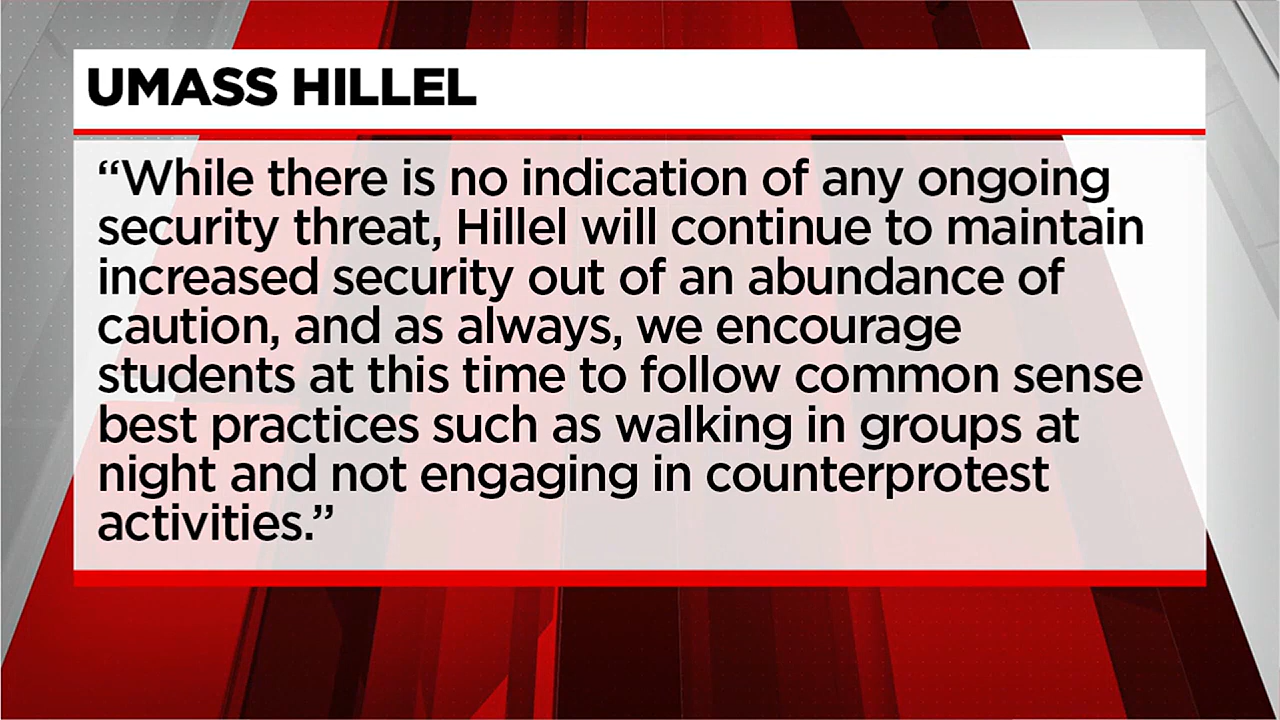 UMASS HILLEL
“While there is no indication of any ongoing
security threat, Hillel will continue to maintain
increased security out of an abundance of
caution, and as always, we encourage
students at this time to follow common sense
best practices such as walking in groups at
night and not engaging in counterprotest
activities.”